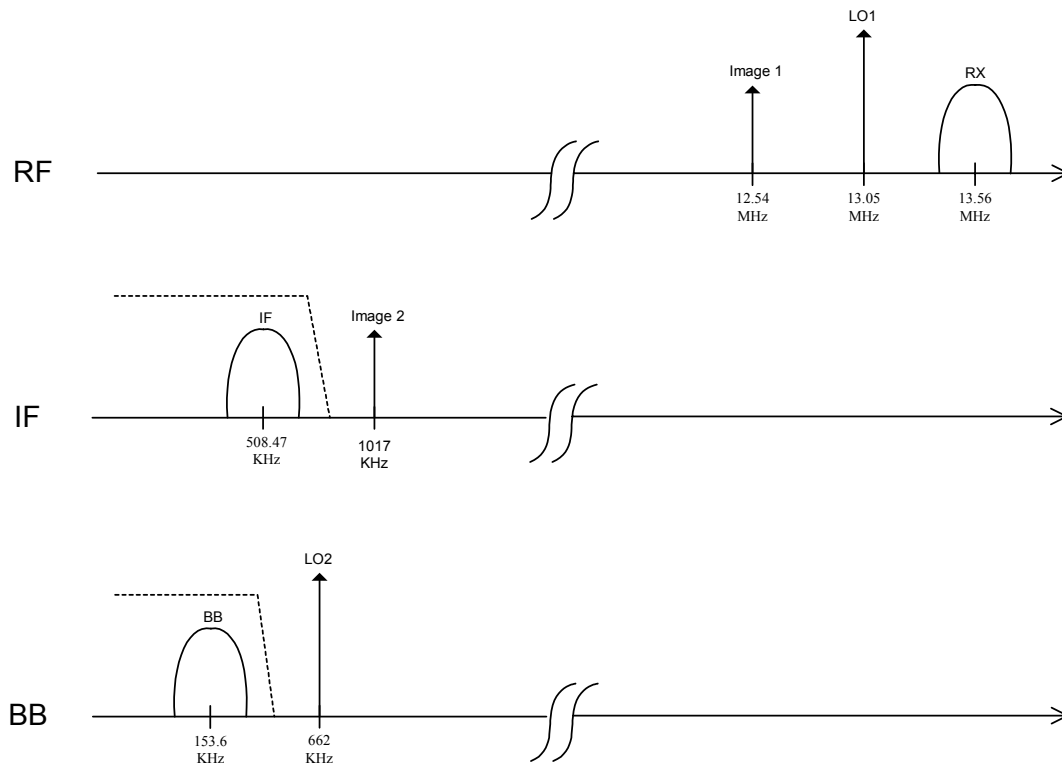 LO1
Image 1
RX
RF
12.54
MHz
13.05
MHz
13.56
MHz
IF
Image 2
IF
508.47
KHz
1017
KHz
LO2
BB
BB
153.6
KHz
662
KHz